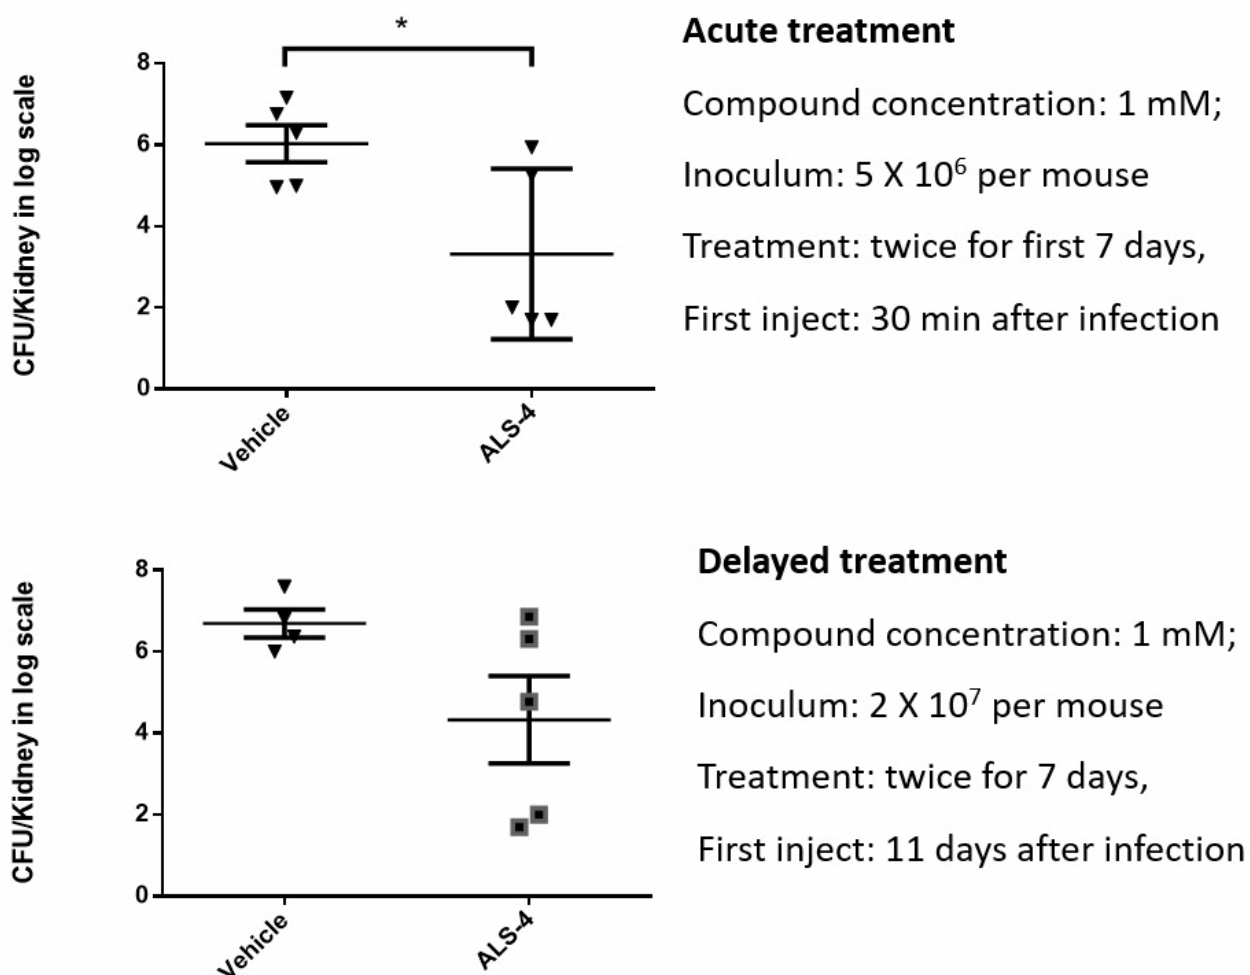 *
Acute treatment
8
Compound concentration: 1 mM;
6
Inoculum: 5 X 10⁶ per mouse
4
Treatment: twice for first 7 days,
2
First inject: 30 min after infection
0
CFU/Kidney in log scale
Vehicle
ALS-4
Delayed treatment
8
Compound concentration: 1 mM;
6
Inoculum: 2 X 10⁷ per mouse
4
Treatment: twice for 7 days,
2
First inject: 11 days after infection
0
CFU/Kidney in log scale
Vehicle
ALS-4